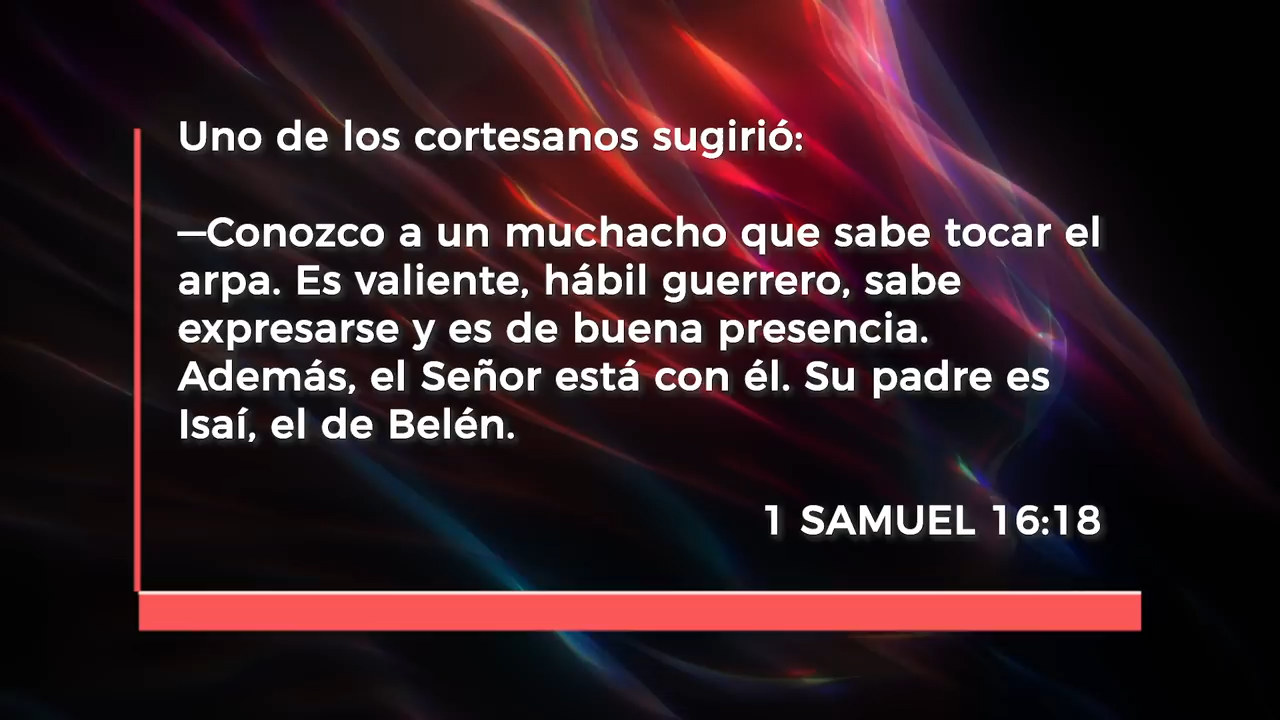 Uno de los cortesanos sugirió:
—Conozco a un muchacho que sabe tocar el
arpa. Es valiente, hábil guerrero, sabe
expresarse y es de buena presencia.
Además, el Señor está con él. Su padre es
Isaí, el de Belén.
1 SAMUEL 16:18